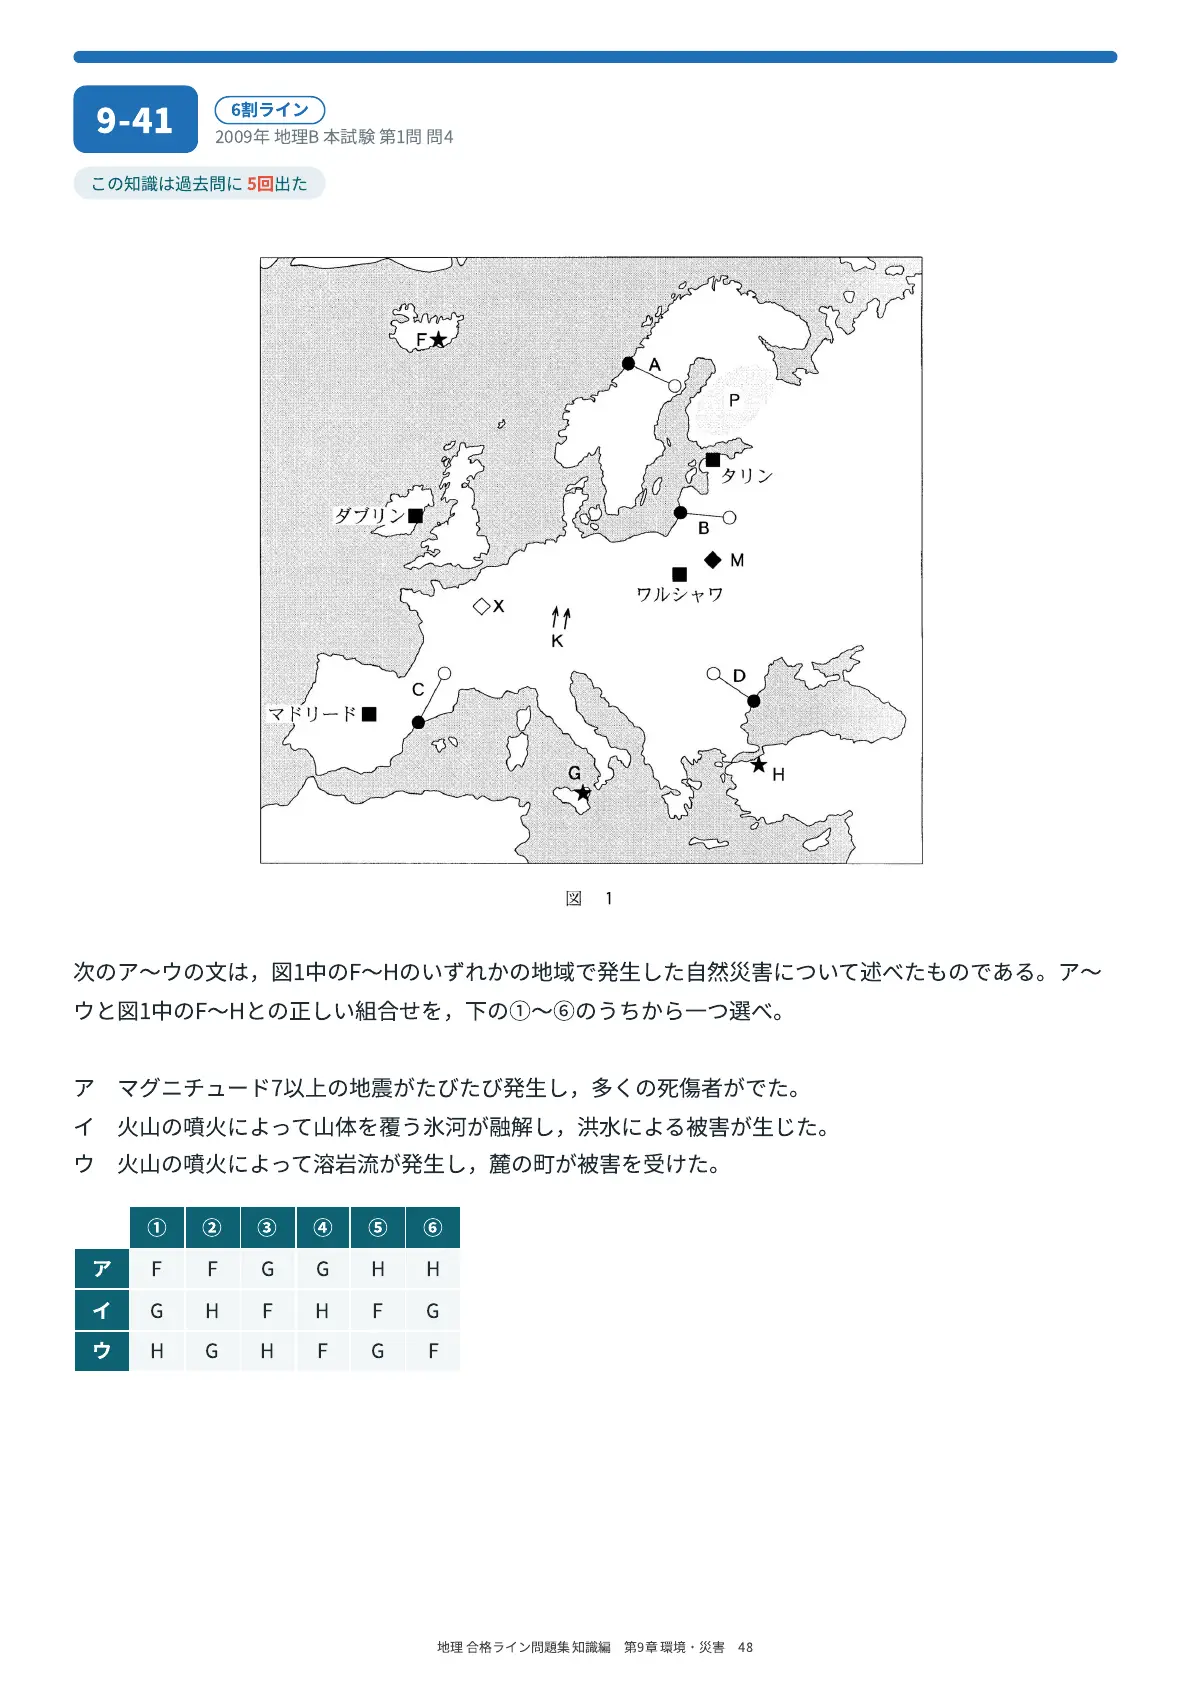 9-41
6割ライン
2009年 地理B 本試験 第1問 問4
この知識は過去問に 5回出た
F
A
P
タリン
ダブリン
B
M
ワルシャワ
X
K
C
D
マドリード
G
H
図 1
次のア～ウの文は，図1中のF～Hのいずれかの地域で発生した自然災害について述べたものである。ア～
ウと図1中のF～Hとの正しい組合せを，下の①～⑥のうちから一つ選べ。
ア マグニチュード7以上の地震がたびたび発生し，多くの死傷者がでた。
イ 火山の噴火によって山体を覆う氷河が融解し，洪水による被害が生じた。
ウ 火山の噴火によって溶岩流が発生し，麓の町が被害を受けた。
① ② ③ ④ ⑤ ⑥
ア F F G G H H
イ G H F H F G
ウ H G H F G F
地理 合格ライン問題集 知識編 第9章 環境・災害 48